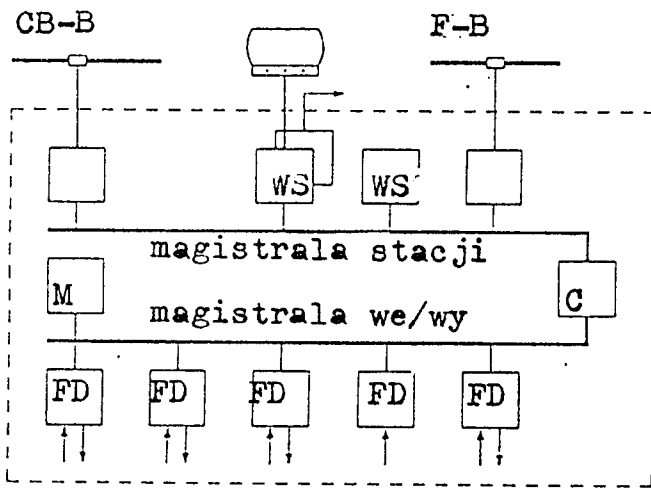 CB-B F-B
WS WS
magistrala stacji
M C
magistrala we/wy
FD FD FD FD FD